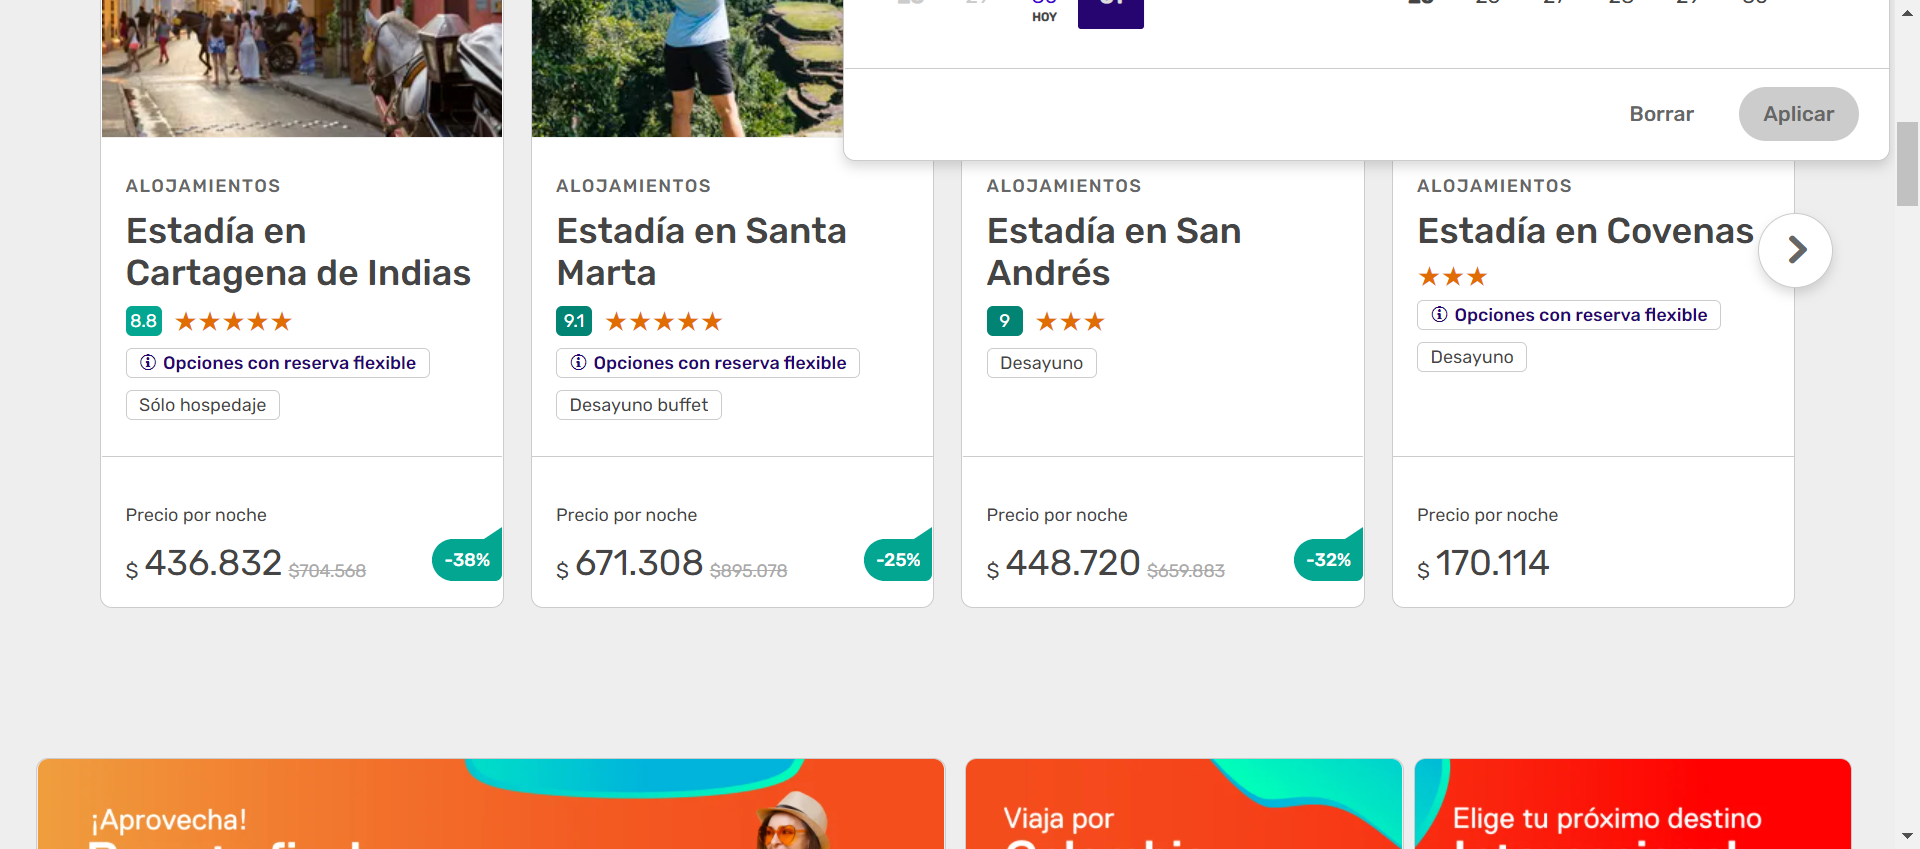 HOY
Borrar
Aplicar
ALOJAMIENTOS
Estadía en
Cartagena de Indias
8.8
Opciones con reserva flexible
Sólo hospedaje
Precio por noche
$ 436.832 $704.568
-38%
ALOJAMIENTOS
Estadía en Santa
Marta
9.1
Opciones con reserva flexible
Desayuno buffet
Precio por noche
$ 671.308 $895.078
-25%
ALOJAMIENTOS
Estadía en San
Andrés
9
Desayuno
Precio por noche
$ 448.720 $659.883
-32%
ALOJAMIENTOS
Estadía en Covenas
Opciones con reserva flexible
Desayuno
Precio por noche
$ 170.114
¡Aprovecha!
Viaja por
Elige tu próximo destino